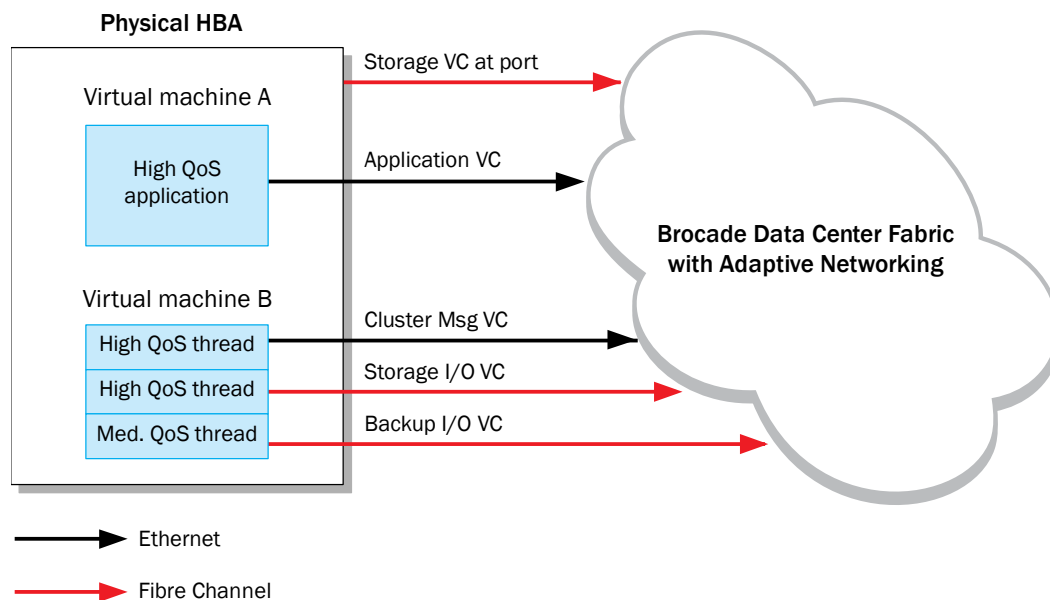 Physical HBA
Storage VC at port
Virtual machine A
High QoS
application
Application VC
Brocade Data Center Fabric
with Adaptive Networking
Virtual machine B
High QoS thread
Cluster Msg VC
High QoS thread
Storage I/O VC
Med. QoS thread
Backup I/O VC
Ethernet
Fibre Channel